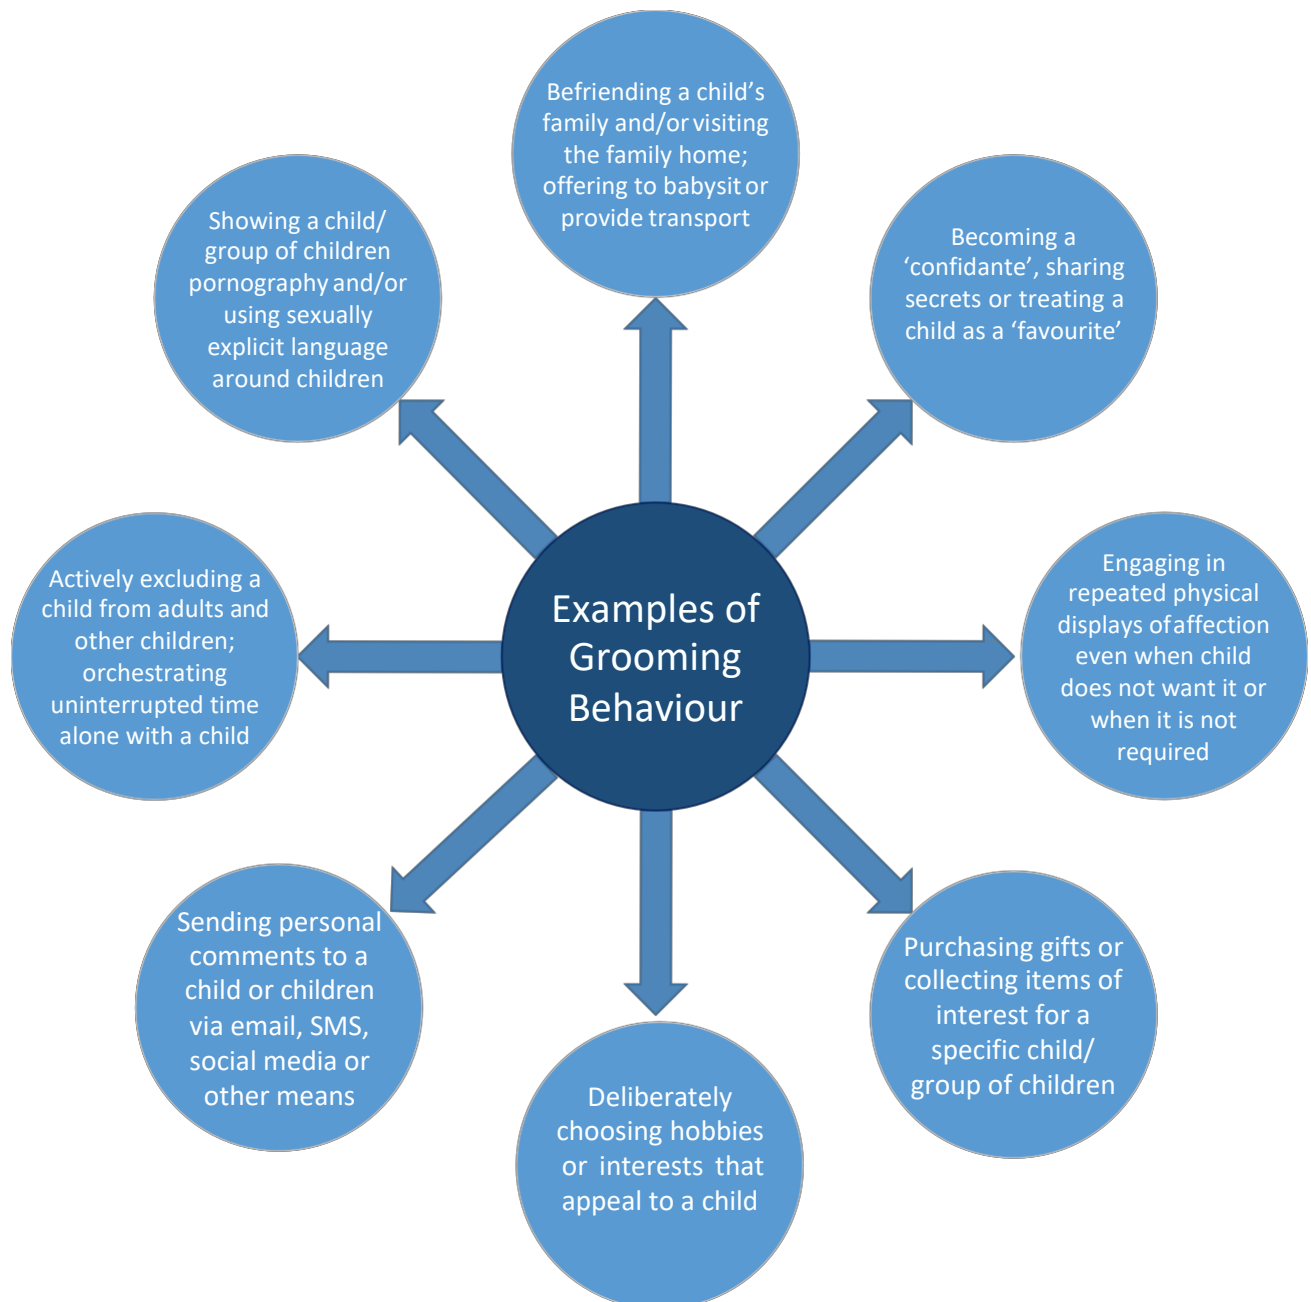 Befriending a child’s
family and/or visiting
the family home;
offering to babysit or
provide transport
Becoming a
‘confidante’, sharing
secrets or treating a
child as a ‘favourite’
Engaging in
repeated physical
displays of affection
even when child
does not want it or
when it is not
required
Purchasing gifts or
collecting items of
interest for a
specific child/
group of children
Deliberately
choosing hobbies
or interests that
appeal to a child
Sending personal
comments to a
child or children
via email, SMS,
social media or
other means
Actively excluding a
child from adults and
other children;
orchestrating
uninterrupted time
alone with a child
Showing a child/
group of children
pornography and/or
using sexually
explicit language
around children
Examples of
Grooming
Behaviour